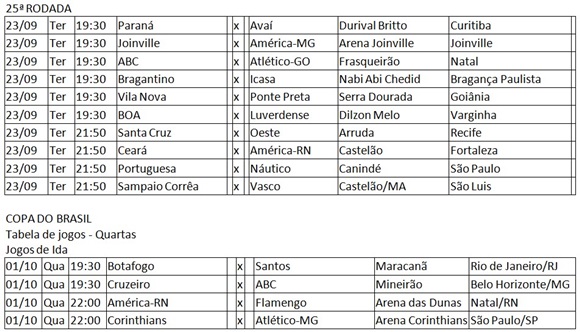 25ª RODADA
23/09 Ter 19:30 Paraná x Avaí Durival Britto Curitiba
23/09 Ter 19:30 Joinville x América-MG Arena Joinville Joinville
23/09 Ter 19:30 ABC x Atlético-GO Frasqueirão Natal
23/09 Ter 19:30 Bragantino x Icasa Nabi Abi Chedid Bragança Paulista
23/09 Ter 19:30 Vila Nova x Ponte Preta Serra Dourada Goiânia
23/09 Ter 19:30 BOA x Luverdense Dilzon Melo Varginha
23/09 Ter 21:50 Santa Cruz x Oeste Arruda Recife
23/09 Ter 21:50 Ceará x América-RN Castelão Fortaleza
23/09 Ter 21:50 Portuguesa x Náutico Canindé São Paulo
23/09 Ter 21:50 Sampaio Corrêa x Vasco Castelão/MA São Luis
COPA DO BRASIL
Tabela de jogos - Quartas
Jogos de Ida
01/10 Qua 19:30 Botafogo x Santos Maracanã Rio de Janeiro/RJ
01/10 Qua 19:30 Cruzeiro x ABC Mineirão Belo Horizonte/MG
01/10 Qua 22:00 América-RN x Flamengo Arena das Dunas Natal/RN
01/10 Qua 22:00 Corinthians x Atlético-MG Arena Corinthians São Paulo/SP